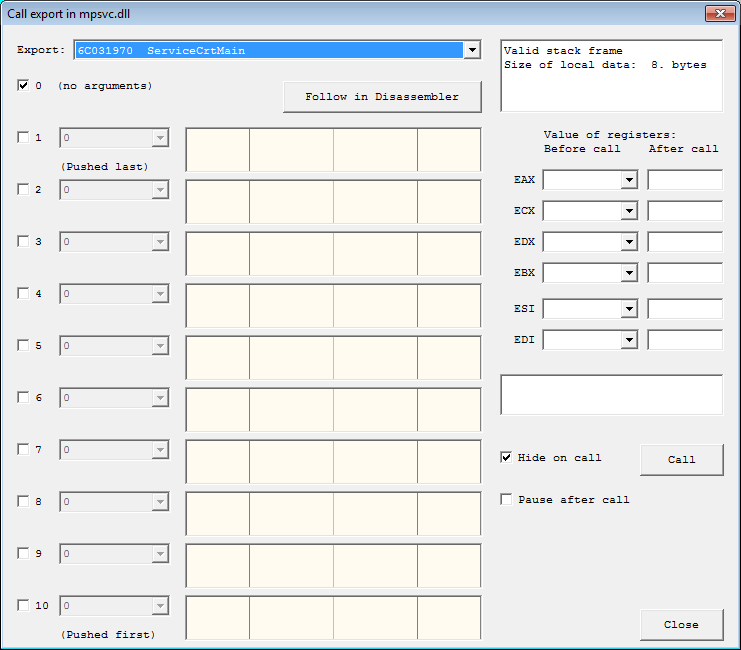 Call export in mpsvc.dll
Export: 6C031970 ServiceCrtMain
0 (no arguments)
Follow in Disassembler
1 0
(Pushed last)
2 0
3 0
4 0
5 0
6 0
7 0
8 0
9 0
10 0
(Pushed first)
Valid stack frame
Size of local data: 8. bytes
Value of registers:
Before call After call
EAX
ECX
EDX
EBX
ESI
EDI
Hide on call
Call
Pause after call
Close